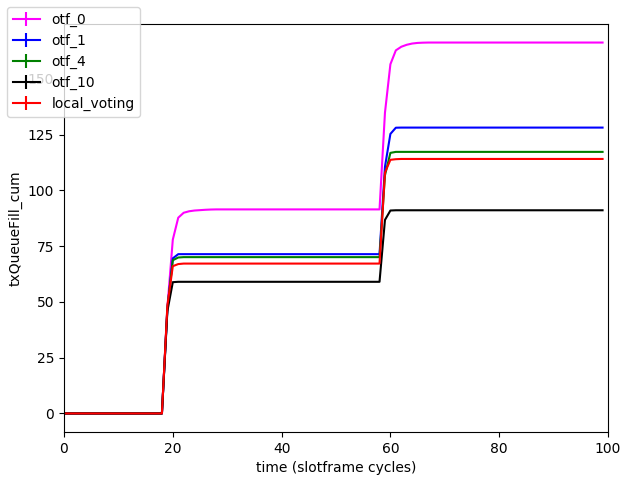 otf_0
otf_1
otf_4
otf_10
local_voting
150
125
100
75
50
25
0
txQueueFill_cum
0 20 40 60 80 100
time (slotframe cycles)